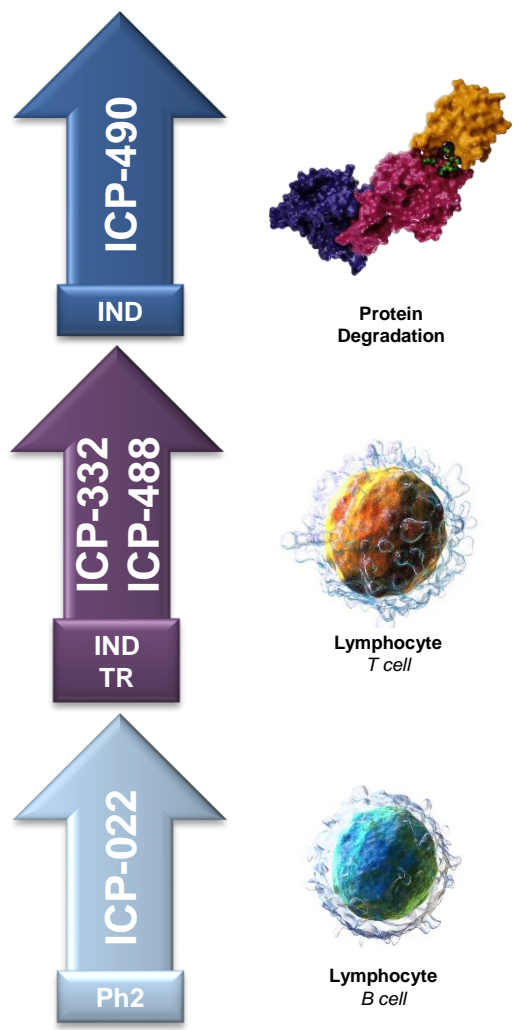 ICP-490
IND
Protein
Degradation
ICP-332
ICP-488
IND
TR
Lymphocyte
T cell
ICP-022
Ph2
Lymphocyte
B cell